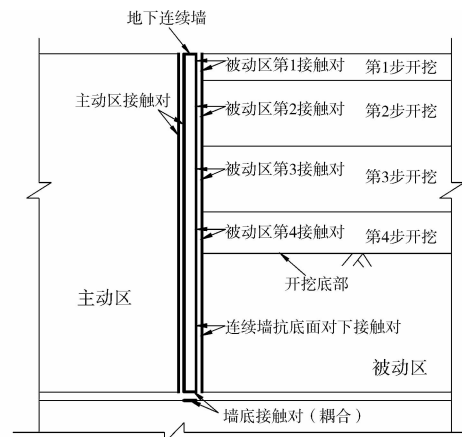 地下连续墙
被动区第1接触对
第1步开挖
主动区接触对
被动区第2接触对
第2步开挖
被动区第3接触对
第3步开挖
被动区第4接触对
第4步开挖
开挖底部
主动区
连续墙抗底面对下接触对
被动区
墙底接触对（耦合）